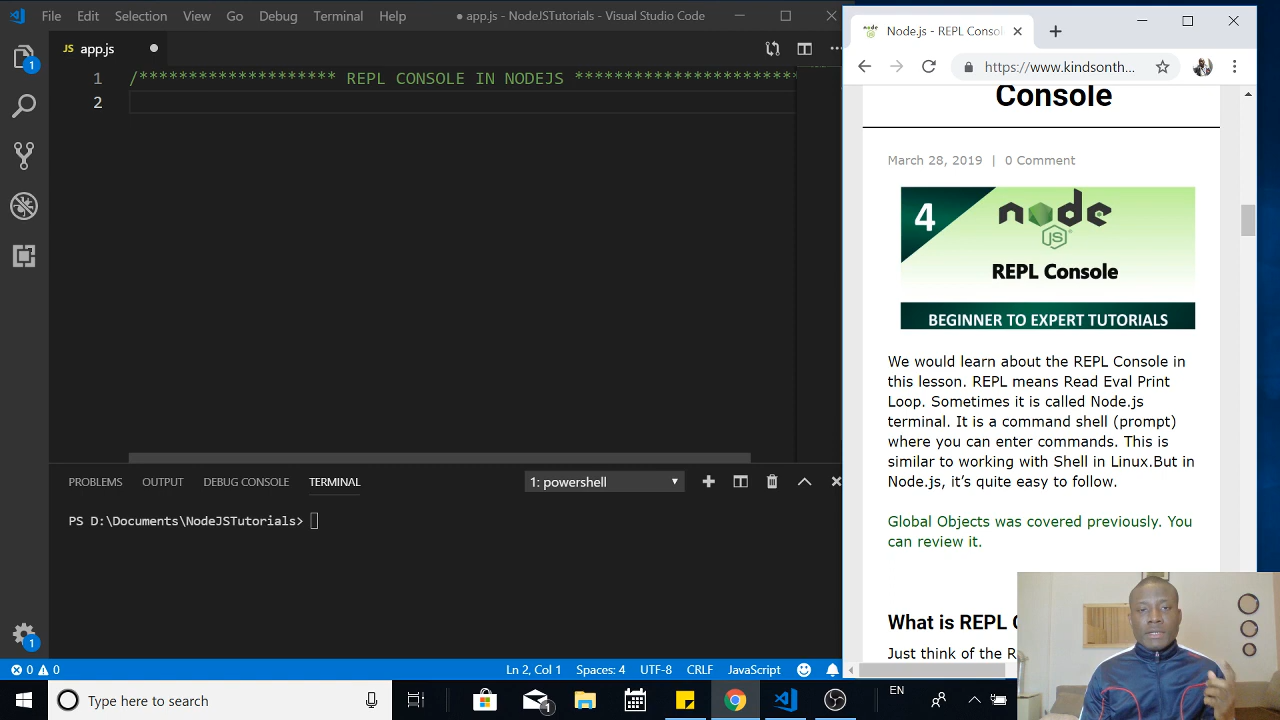 File Edit Selection View Go Debug Terminal Help
● app.js - NodeJSTutorials - Visual Studio Code
JS app.js
1 /******************** REPL CONSOLE IN NODEJS ***********************
2
PROBLEMS OUTPUT DEBUG CONSOLE TERMINAL
1: powershell
PS D:\Documents\NodeJSTutorials>
0 0
Ln 2, Col 1 Spaces: 4 UTF-8 CRLF JavaScript
Node.js - REPL Consol
https://www.kindsonth...
Console
March 28, 2019 | 0 Comment
4
node
JS
REPL Console
BEGINNER TO EXPERT TUTORIALS
We would learn about the REPL Console in
this lesson. REPL means Read Eval Print
Loop. Sometimes it is called Node.js
terminal. It is a command shell (prompt)
where you can enter commands. This is
similar to working with Shell in Linux.But in
Node.js, it’s quite easy to follow.
Global Objects was covered previously. You
can review it.
What is REPL
Just think of the
Type here to search
EN